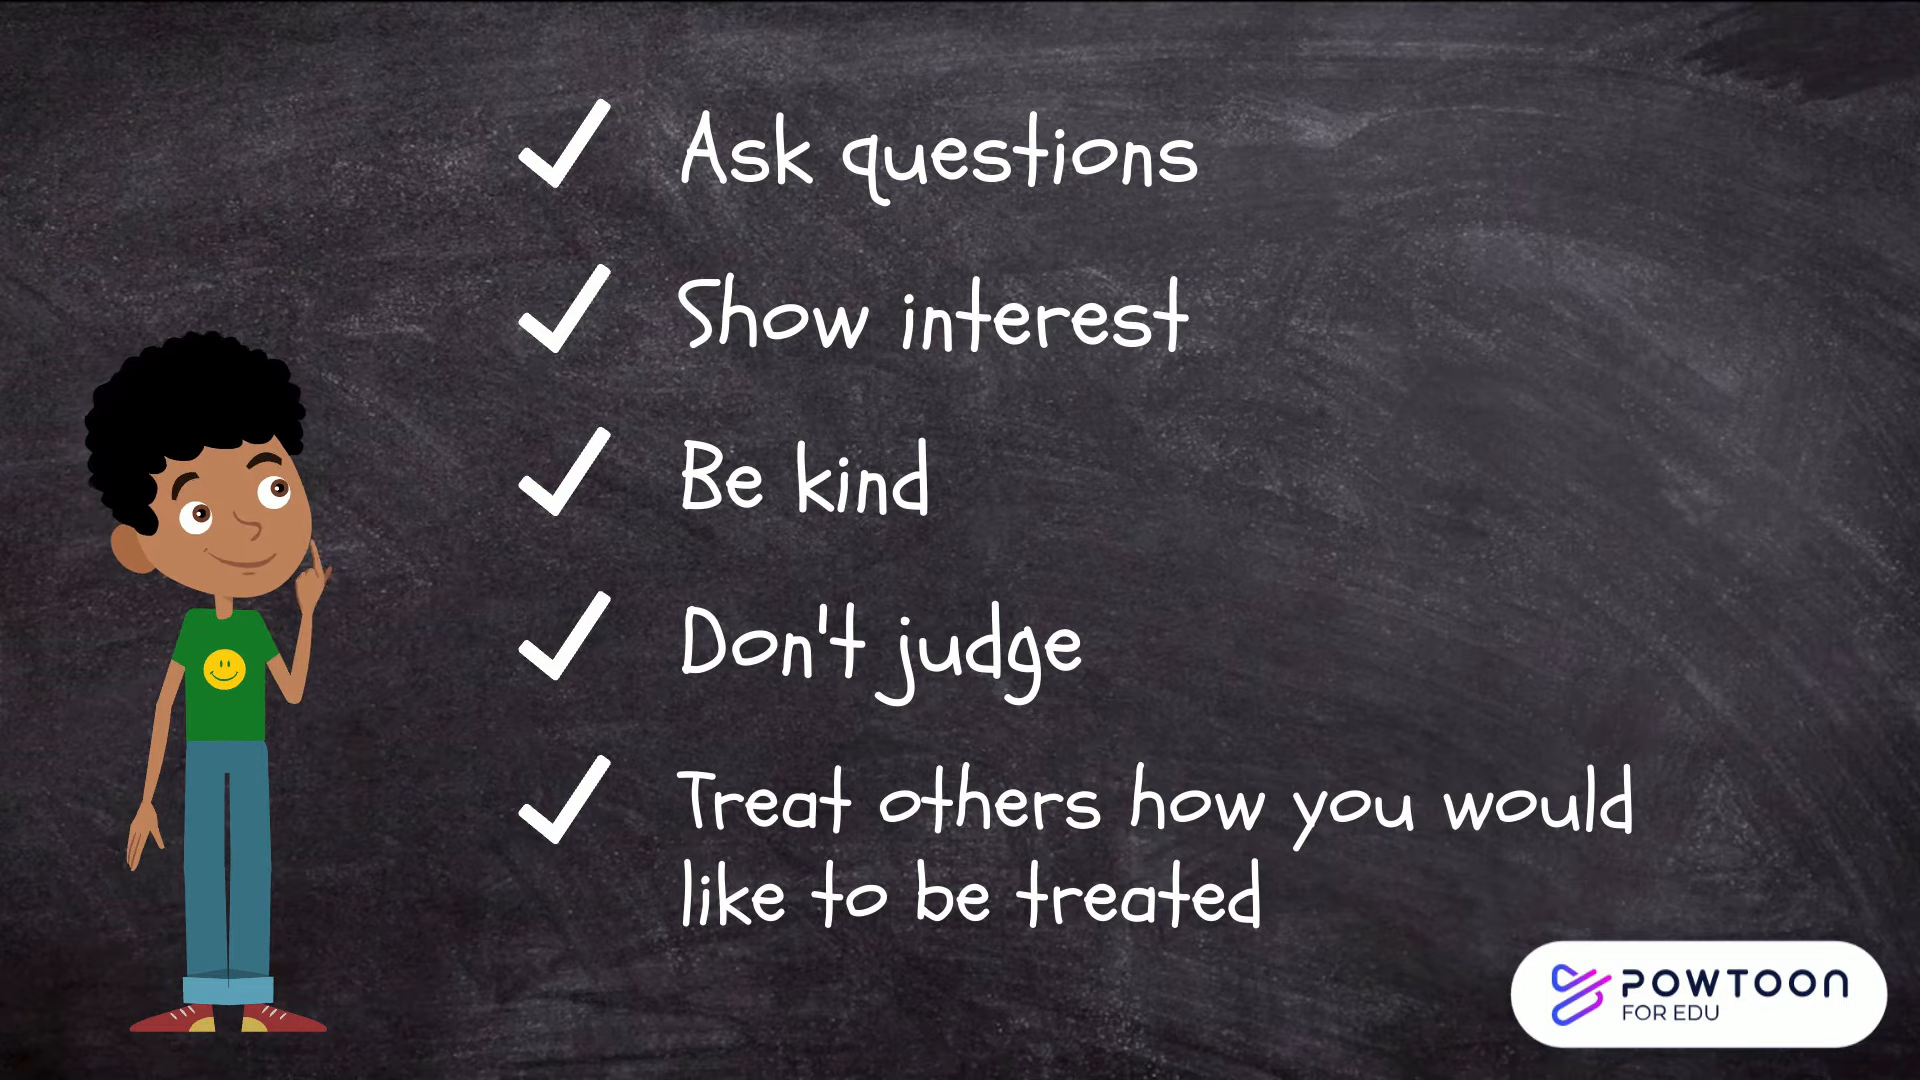 Ask questions
Show interest
Be kind
Don't judge
Treat others how you would
like to be treated
POWTOON
FOR EDU